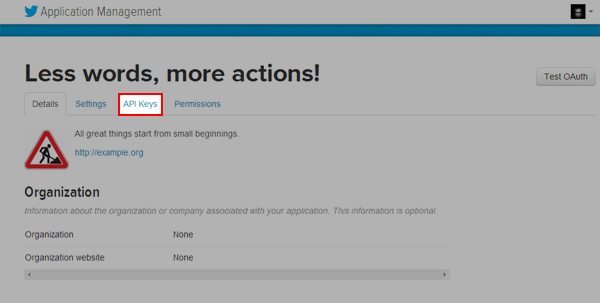 Application Management
Less words, more actions!
Test OAuth
Details Settings API Keys Permissions
All great things start from small beginnings.
http://example.org
Organization
Information about the organization or company associated with your application. This information is optional.
Organization None
Organization website None